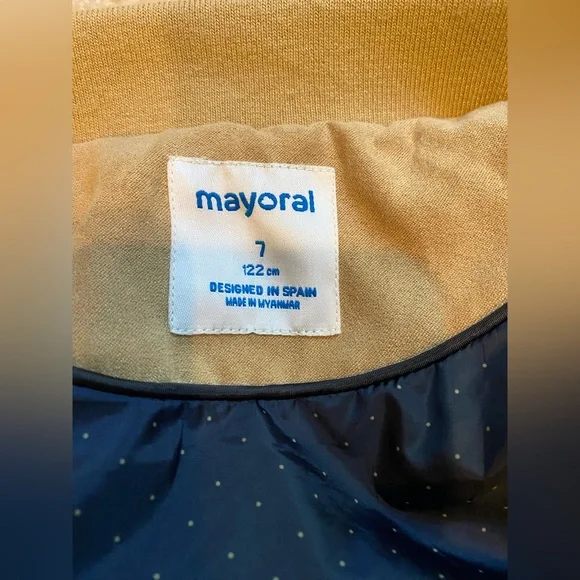 mayoral
7
122 cm
DESIGNED IN SPAIN
MADE IN MYANMAR